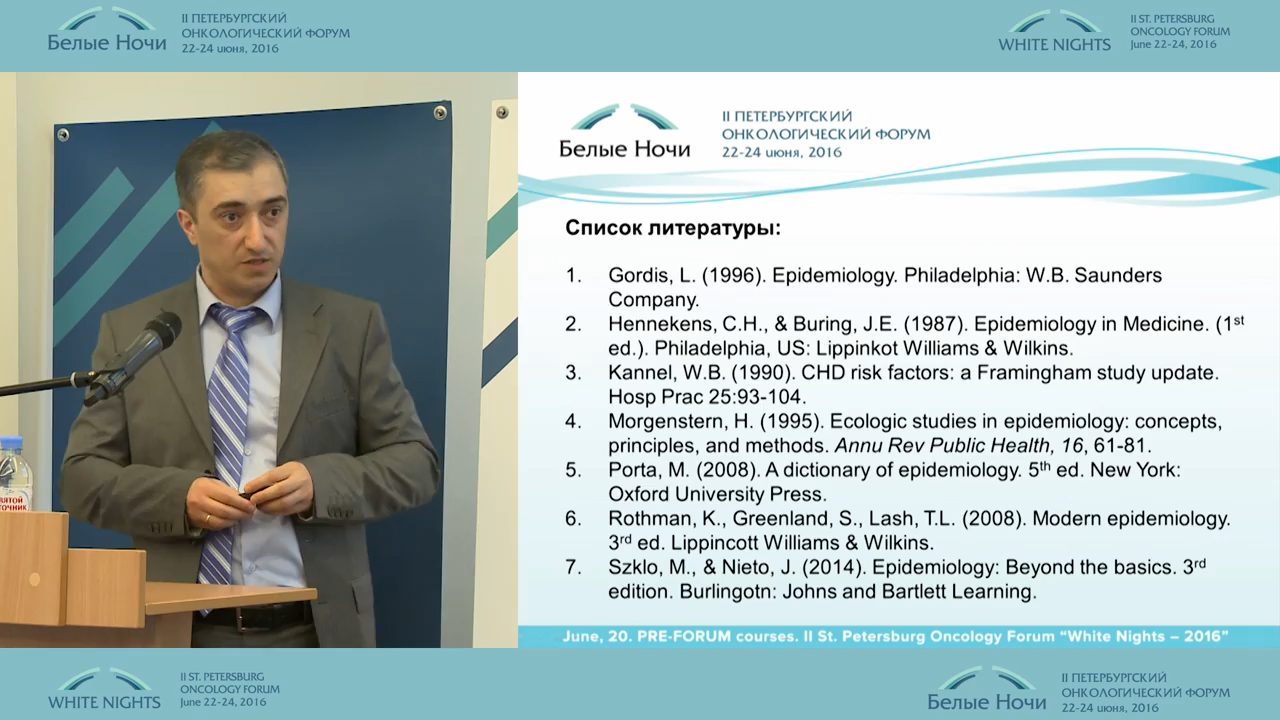 II ПЕТЕРБУРГСКИЙ
ОНКОЛОГИЧЕСКИЙ ФОРУМ
22-24 июня, 2016
Белые Ночи
II ST. PETERSBURG
ONCOLOGY FORUM
June 22-24, 2016
WHITE NIGHTS
II ПЕТЕРБУРГСКИЙ
ОНКОЛОГИЧЕСКИЙ ФОРУМ
22-24 июня, 2016
Белые Ночи
Список литературы:
1. Gordis, L. (1996). Epidemiology. Philadelphia: W.B. Saunders
Company.
2. Hennekens, C.H., & Buring, J.E. (1987). Epidemiology in Medicine. (1st
ed.). Philadelphia, US: Lippinkot Williams & Wilkins.
3. Kannel, W.B. (1990). CHD risk factors: a Framingham study update.
Hosp Prac 25:93-104.
4. Morgenstern, H. (1995). Ecologic studies in epidemiology: concepts,
principles, and methods. Annu Rev Public Health, 16, 61-81.
5. Porta, M. (2008). A dictionary of epidemiology. 5th ed. New York:
Oxford University Press.
6. Rothman, K., Greenland, S., Lash, T.L. (2008). Modern epidemiology.
3rd ed. Lippincott Williams & Wilkins.
7. Szklo, M., & Nieto, J. (2014). Epidemiology: Beyond the basics. 3rd
edition. Burlingotn: Johns and Bartlett Learning.
June, 20. PRE-FORUM courses. II St. Petersburg Oncology Forum “White Nights – 2016”
II ST. PETERSBURG
ONCOLOGY FORUM
June 22-24, 2016
WHITE NIGHTS
II ПЕТЕРБУРГСКИЙ
ОНКОЛОГИЧЕСКИЙ ФОРУМ
22-24 июня, 2016
Белые Ночи